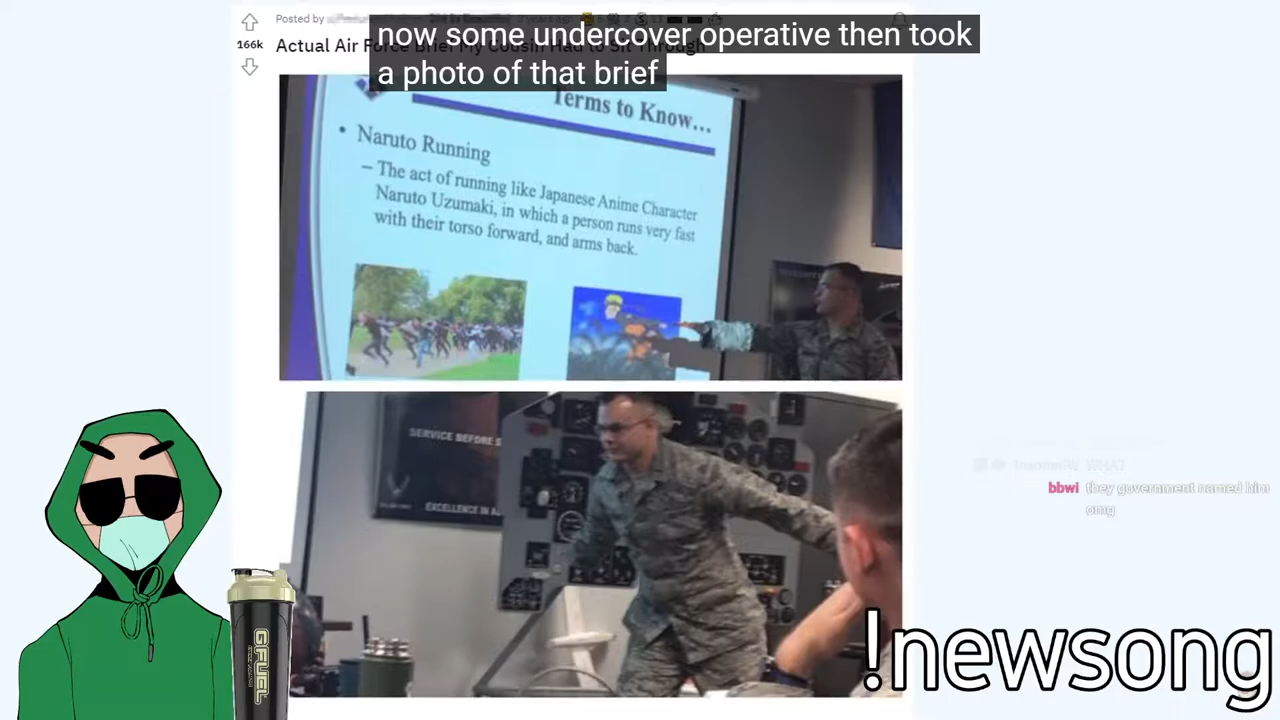 Posted by
now some undercover operative then took
a photo of that brief
166k
Actual Air Force Brief My Cousin Had to Sit Through
Terms to Know...
• Naruto Running
– The act of running like Japanese Anime Character
Naruto Uzumaki, in which a person runs very fast
with their torso forward, and arms back.
SERVICE BEFORE S
EXCELLENCE IN A
WHAT
bbwi they government named him
omg
GFUEL
!newsong